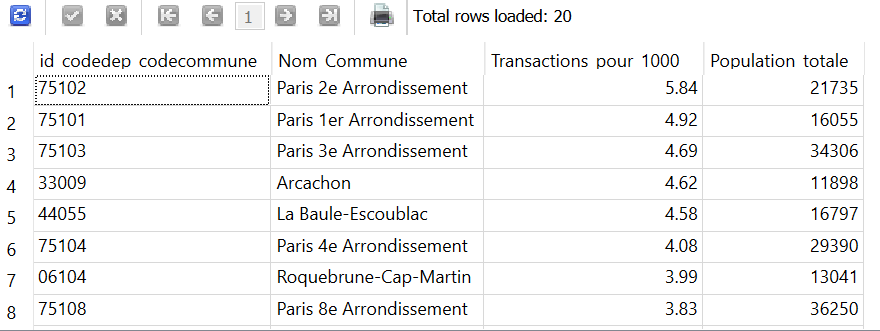 1 Total rows loaded: 20
id codedep codecommune Nom Commune Transactions pour 1000 Population totale
1 75102 Paris 2e Arrondissement 5.84 21735
2 75101 Paris 1er Arrondissement 4.92 16055
3 75103 Paris 3e Arrondissement 4.69 34306
4 33009 Arcachon 4.62 11898
5 44055 La Baule-Escoublac 4.58 16797
6 75104 Paris 4e Arrondissement 4.08 29390
7 06104 Roquebrune-Cap-Martin 3.99 13041
8 75108 Paris 8e Arrondissement 3.83 36250